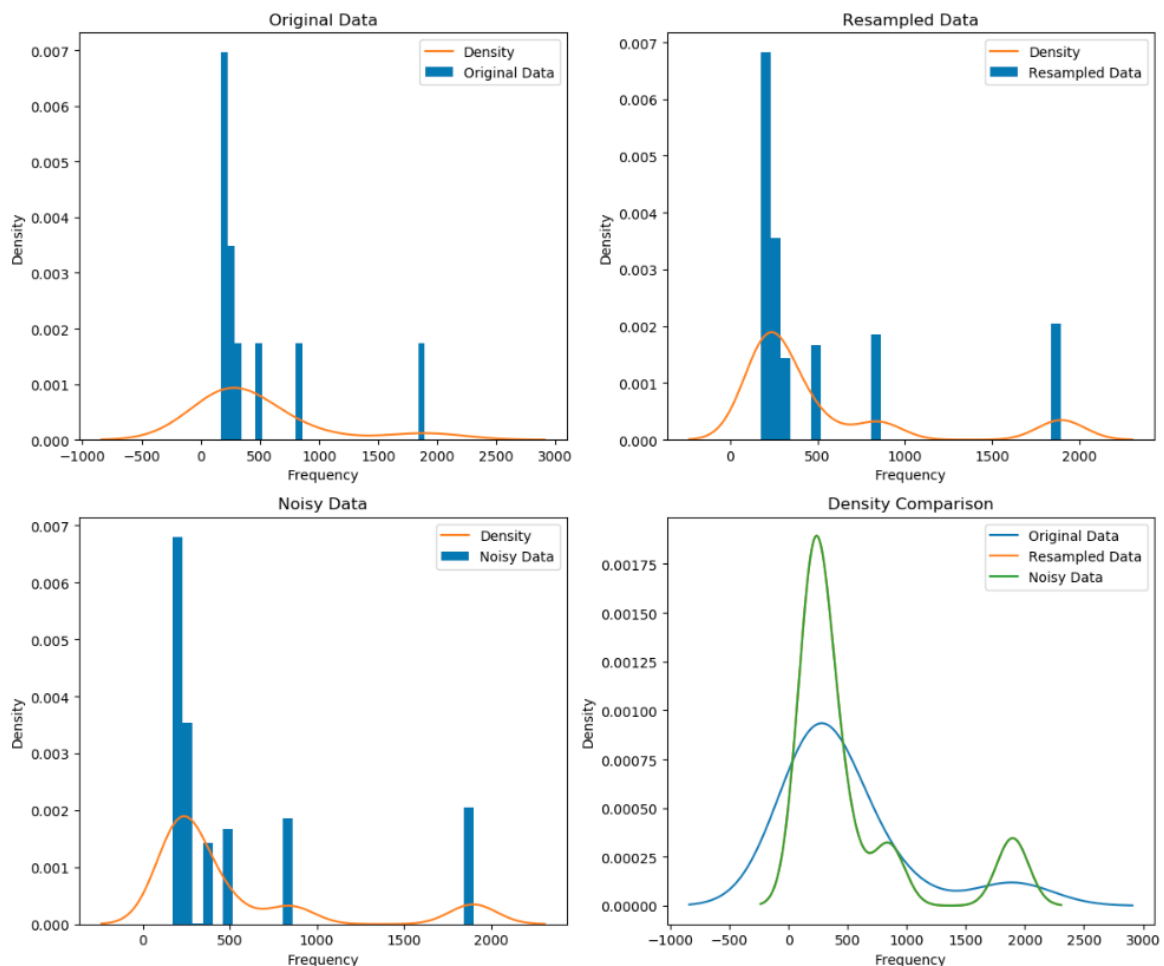 Original Data
0.007
0.006
0.005
0.004
0.003
0.002
0.001
0.000
Density
Density
Original Data
−1000 −500 0 500 1000 1500 2000 2500 3000
Frequency
Resampled Data
0.007
0.006
0.005
0.004
0.003
0.002
0.001
0.000
Density
Density
Resampled Data
0 500 1000 1500 2000
Frequency
Noisy Data
0.007
0.006
0.005
0.004
0.003
0.002
0.001
0.000
Density
Density
Noisy Data
0 500 1000 1500 2000
Frequency
Density Comparison
0.00175
0.00150
0.00125
0.00100
0.00075
0.00050
0.00025
0.00000
Density
Original Data
Resampled Data
Noisy Data
−1000 −500 0 500 1000 1500 2000 2500 3000
Frequency